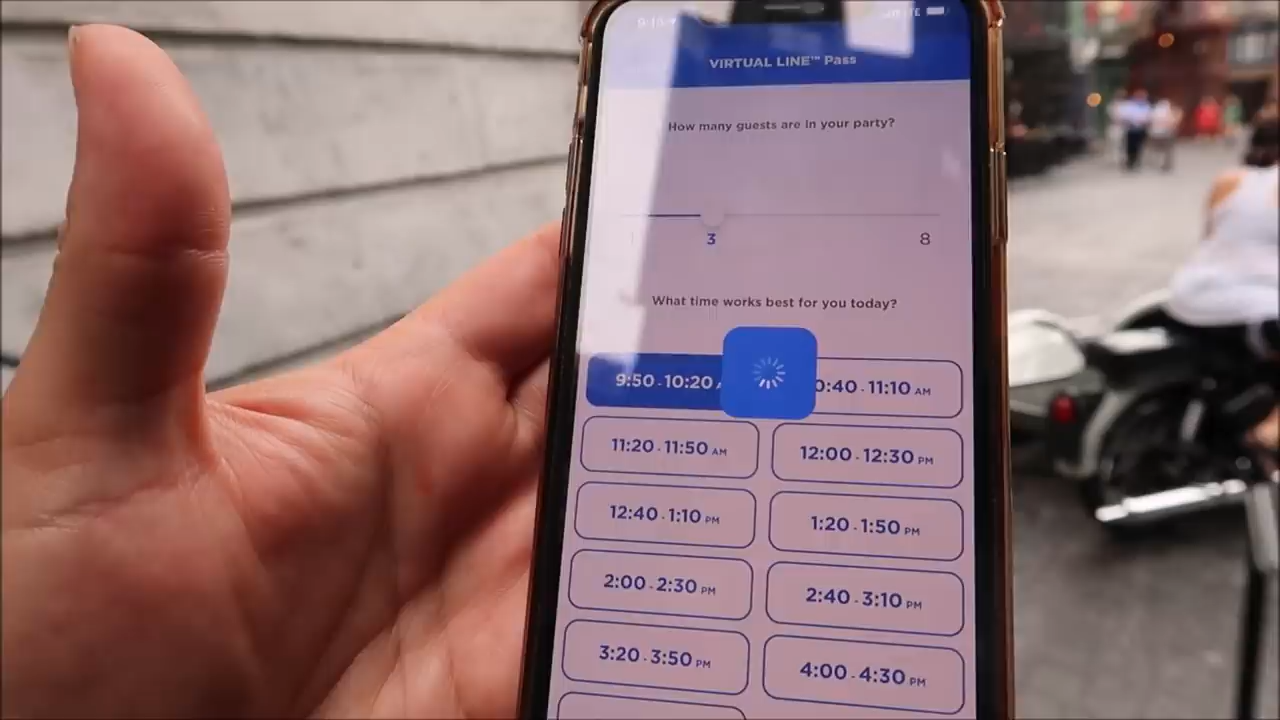 VIRTUAL LINE™ Pass
How many guests are in your party?
3 8
What time works best for you today?
9:50 - 10:20
0:40 - 11:10 AM
11:20 - 11:50 AM
12:00 - 12:30 PM
12:40 - 1:10 PM
1:20 - 1:50 PM
2:00 - 2:30 PM
2:40 - 3:10 PM
3:20 - 3:50 PM
4:00 - 4:30 PM